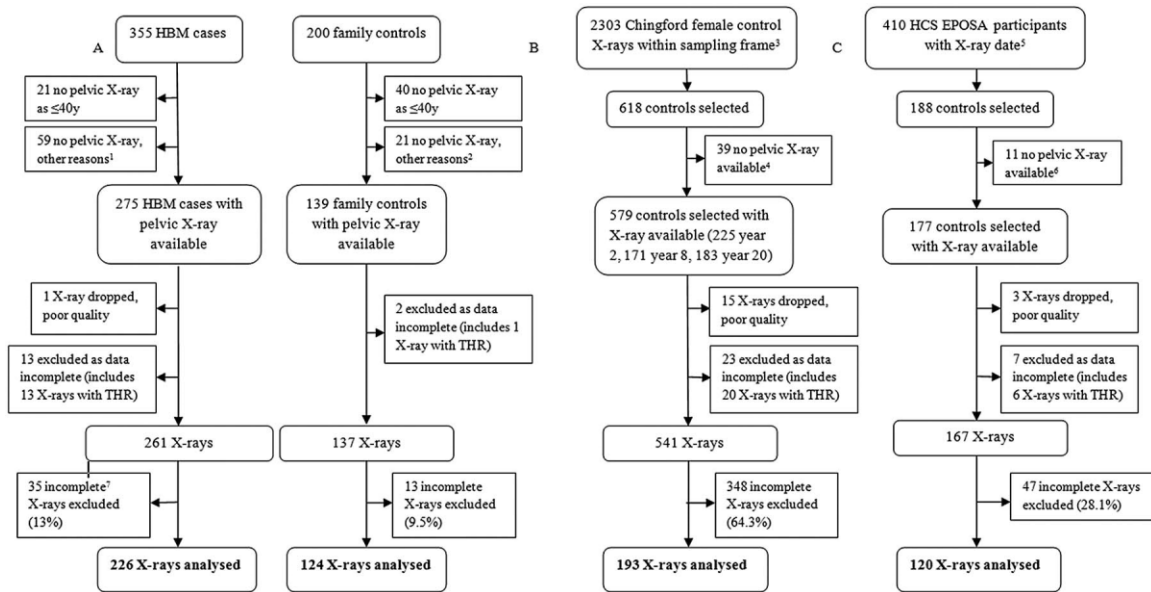 A
355 HBM cases
21 no pelvic X-ray
as ≤40y
59 no pelvic X-ray,
other reasons¹
275 HBM cases with
pelvic X-ray
available
1 X-ray dropped,
poor quality
13 excluded as data
incomplete (includes
13 X-rays with THR)
261 X-rays
35 incomplete⁷
X-rays excluded
(13%)
226 X-rays analysed
200 family controls
40 no pelvic X-ray
as ≤40y
21 no pelvic X-ray,
other reasons²
139 family controls
with pelvic X-ray
available
2 excluded as data
incomplete (includes 1
X-ray with THR)
137 X-rays
13 incomplete
X-rays excluded
(9.5%)
124 X-rays analysed
B
2303 Chingford female control
X-rays within sampling frame³
618 controls selected
39 no pelvic X-ray
available⁴
579 controls selected with
X-ray available (225 year
2, 171 year 8, 183 year 20)
15 X-rays dropped,
poor quality
23 excluded as data
incomplete (includes
20 X-rays with THR)
541 X-rays
348 incomplete
X-rays excluded
(64.3%)
193 X-rays analysed
C
410 HCS EPOSA participants
with X-ray date⁵
188 controls selected
11 no pelvic X-ray
available⁶
177 controls selected
with X-ray available
3 X-rays dropped,
poor quality
7 excluded as data
incomplete (includes
6 X-rays with THR)
167 X-rays
47 incomplete X-rays
excluded (28.1%)
120 X-rays analysed